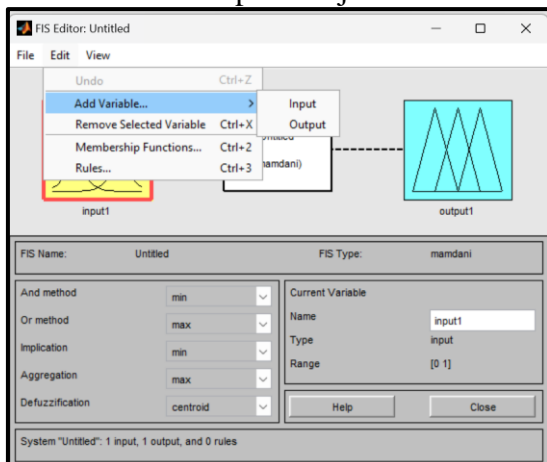 FIS Editor: Untitled
File Edit View
Undo Ctrl+Z
Add Variable... > Input
Output
Remove Selected Variable Ctrl+X
Membership Functions... Ctrl+2
Rules... Ctrl+3
input1
output1
FIS Name: Untitled FIS Type: mamdani
And method min
Or method max
Implication min
Aggregation max
Defuzzification centroid
Current Variable
Name input1
Type input
Range [0 1]
Help Close
System "Untitled": 1 input, 1 output, and 0 rules